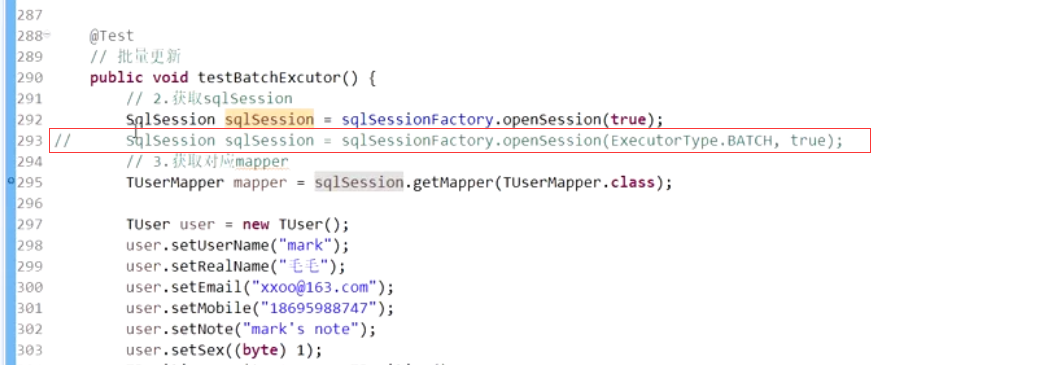 287
288 @Test
289 // 批量更新
290 public void testBatchExcutor() {
291 // 2.获取sqlSession
292 SqlSession sqlSession = sqlSessionFactory.openSession(true);
293 // SqlSession sqlSession = sqlSessionFactory.openSession(ExecutorType.BATCH, true);
294 // 3.获取对应mapper
295 TUserMapper mapper = sqlSession.getMapper(TUserMapper.class);
296
297 TUser user = new TUser();
298 user.setUserName("mark");
299 user.setRealName("毛毛");
300 user.setEmail("xxoo@163.com");
301 user.setMobile("18695988747");
302 user.setNote("mark's note");
303 user.setSex((byte) 1);